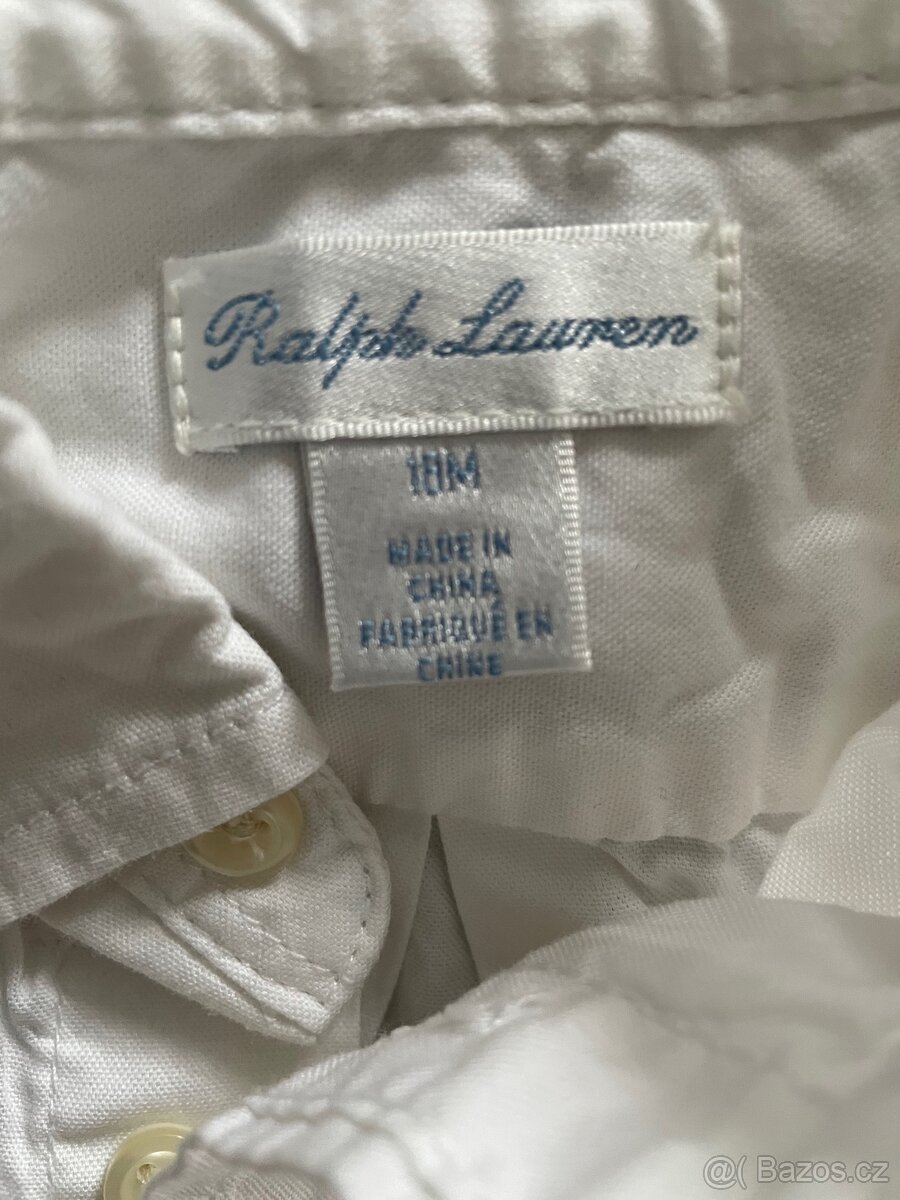 Ralph Lauren
18M
MADE IN
CHINA
FABRIQUÉ EN
CHINE
@( Bazos.cz